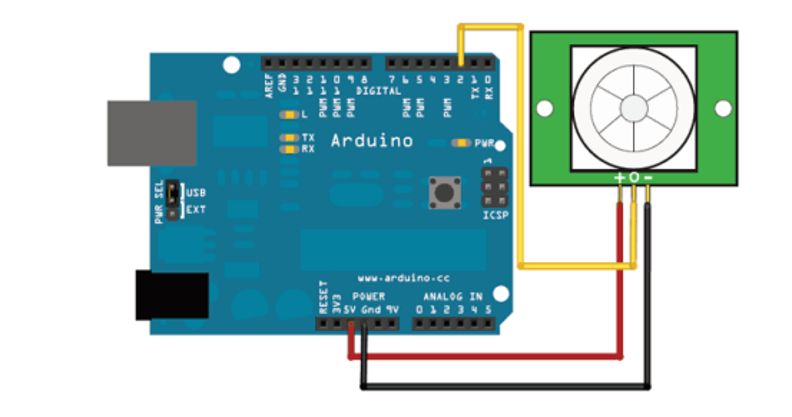 AREF
GND
13
12
11
10
9
8
7
6
5
4
3
2
1
0
PWM
PWM
PWM
PWM
PWM
PWM
TX
RX
DIGITAL
L
TX
RX
Arduino
PWR
1
ICSP
PWR SEL
USB
EXT
www.arduino.cc
POWER
ANALOG IN
RESET
3V3
5V Gnd 9V
0 1 2 3 4 5
+ O -